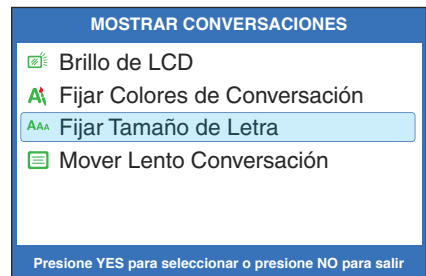 MOSTRAR CONVERSACIONES
Brillo de LCD
Fijar Colores de Conversación
AAA Fijar Tamaño de Letra
Mover Lento Conversación
Presione YES para seleccionar o presione NO para salir